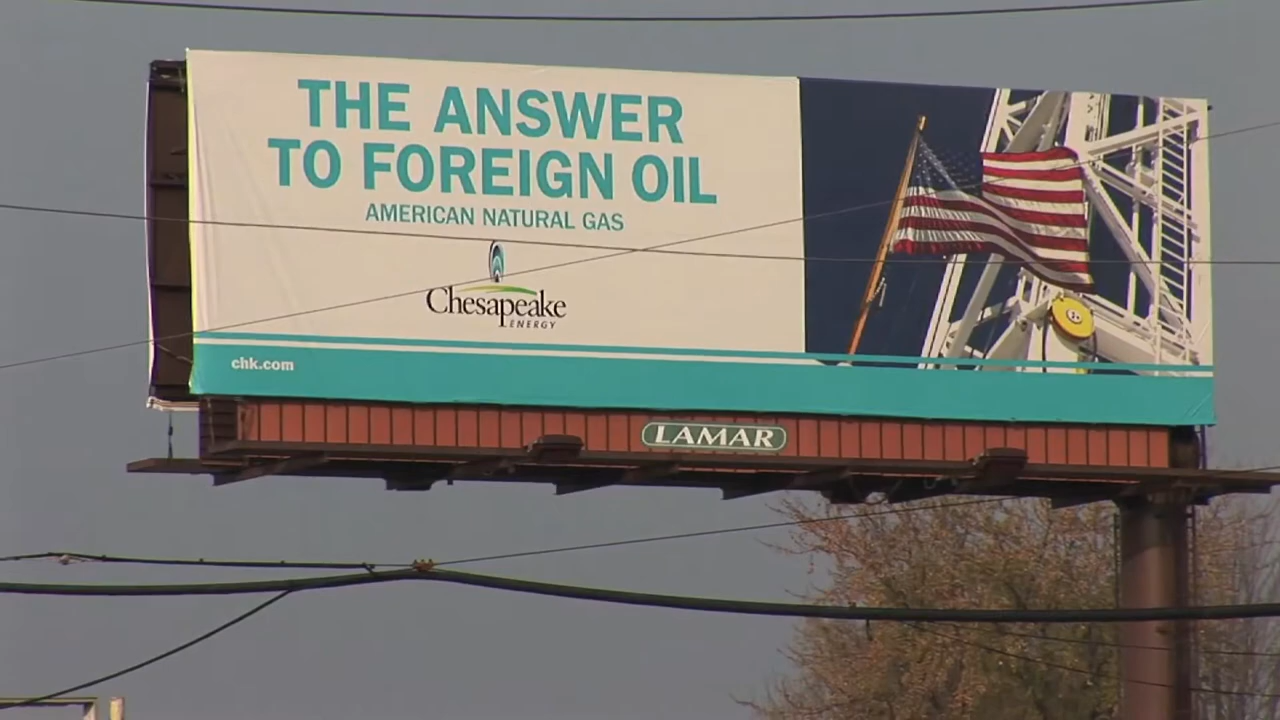 THE ANSWER
TO FOREIGN OIL
AMERICAN NATURAL GAS
Chesapeake
ENERGY
chk.com
LAMAR